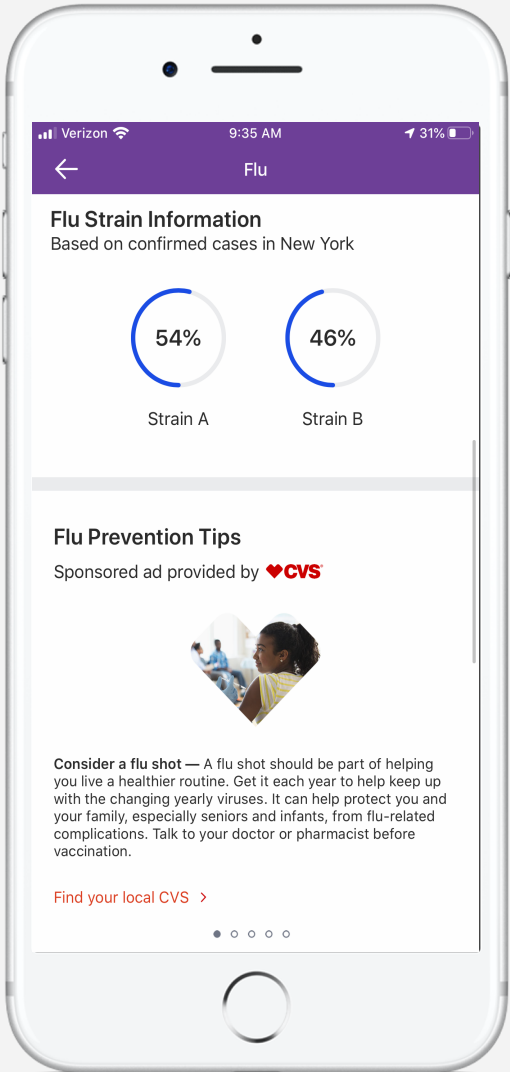 Verizon 9:35 AM 31%
Flu
Flu Strain Information
Based on confirmed cases in New York
54% 46%
Strain A Strain B
Flu Prevention Tips
Sponsored ad provided by CVS®
Consider a flu shot — A flu shot should be part of helping
you live a healthier routine. Get it each year to help keep up
with the changing yearly viruses. It can help protect you and
your family, especially seniors and infants, from flu-related
complications. Talk to your doctor or pharmacist before
vaccination.
Find your local CVS >